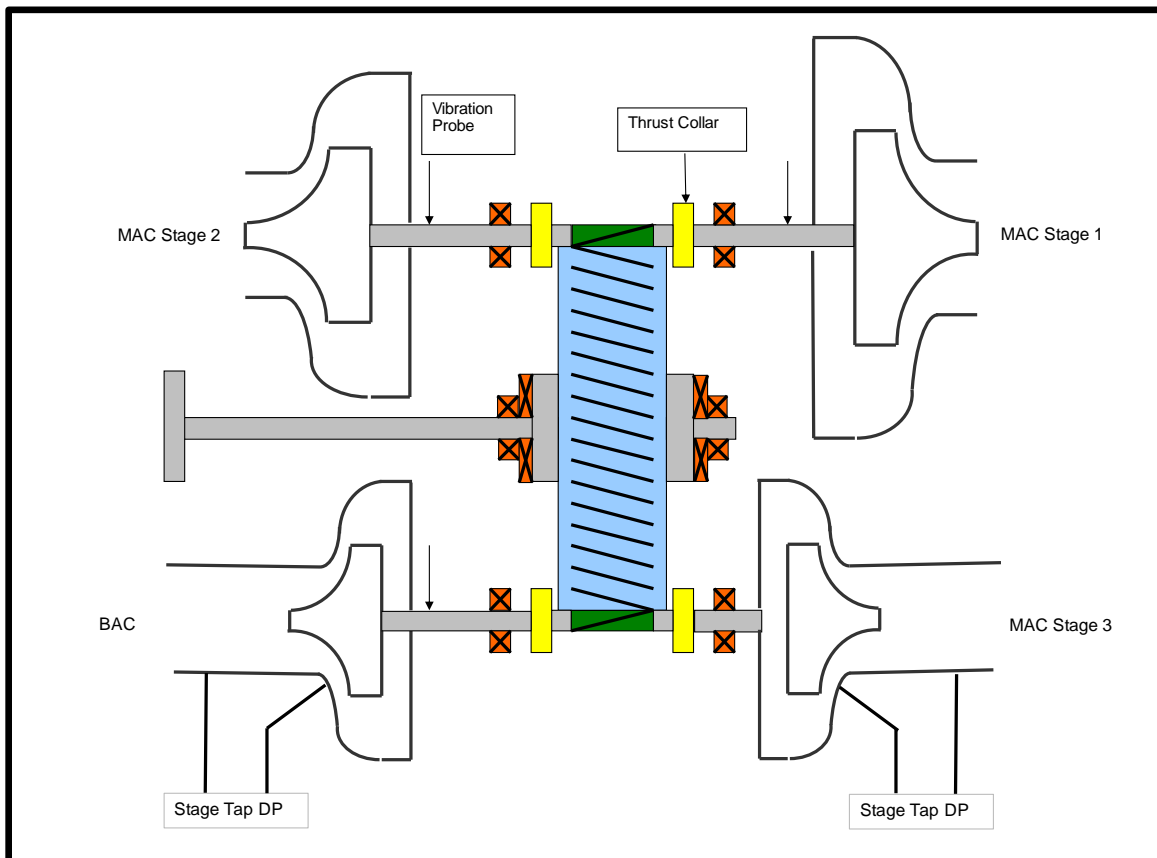 Vibration
Probe
Thrust Collar
MAC Stage 2
MAC Stage 1
BAC
MAC Stage 3
Stage Tap DP
Stage Tap DP